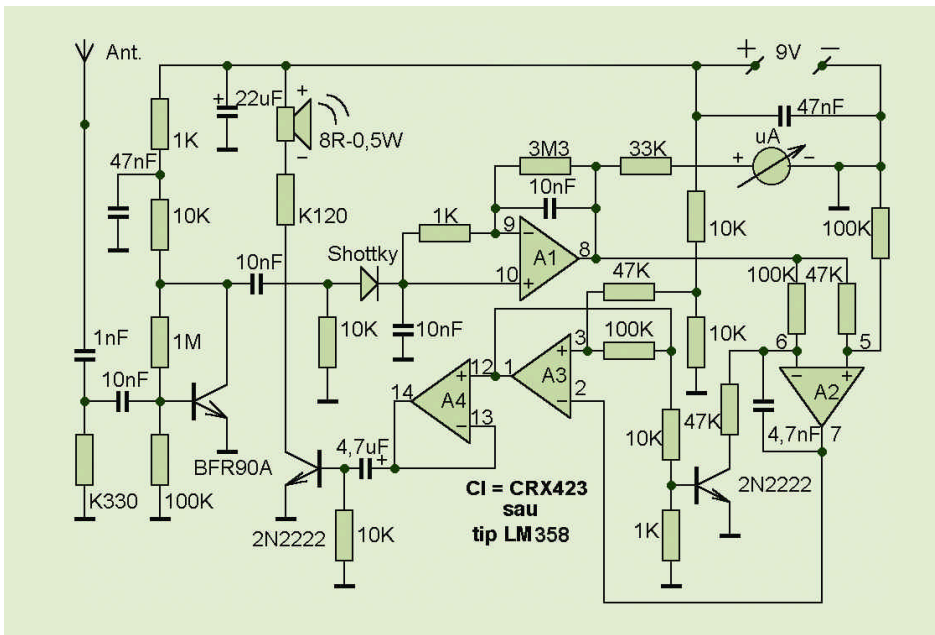 Ant.
+ 9V −
22uF
+
+
8R-0,5W
−
1K
47nF
47nF
uA
+ −
3M3
33K
10nF
10K
K120
1K
9
−
A1
8
10K
100K
Shottky
10
+
10nF
47K
100K
47K
1nF
1M
10K
10nF
100K
10K
6
5
12
1
3
+
A3
−
2
− +
A2
7
10nF
14
+
A4
−
13
47K
4,7nF
4,7uF
+
10K
BFR90A
K330
100K
2N2222
10K
CI = CRX423
sau
tip LM358
2N2222
1K